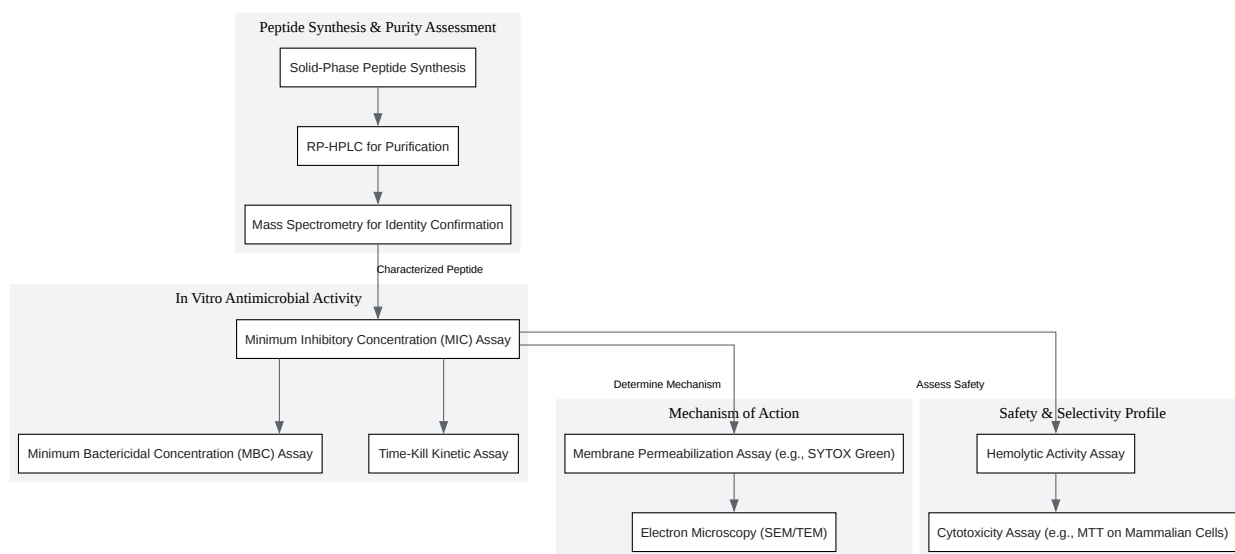 Peptide Synthesis & Purity Assessment
Solid-Phase Peptide Synthesis
RP-HPLC for Purification
Mass Spectrometry for Identity Confirmation
Characterized Peptide
In Vitro Antimicrobial Activity
Minimum Inhibitory Concentration (MIC) Assay
Minimum Bactericidal Concentration (MBC) Assay
Time-Kill Kinetic Assay
Determine Mechanism
Mechanism of Action
Membrane Permeabilization Assay (e.g., SYTOX Green)
Electron Microscopy (SEM/TEM)
Assess Safety
Safety & Selectivity Profile
Hemolytic Activity Assay
Cytotoxicity Assay (e.g., MTT on Mammalian Cells)